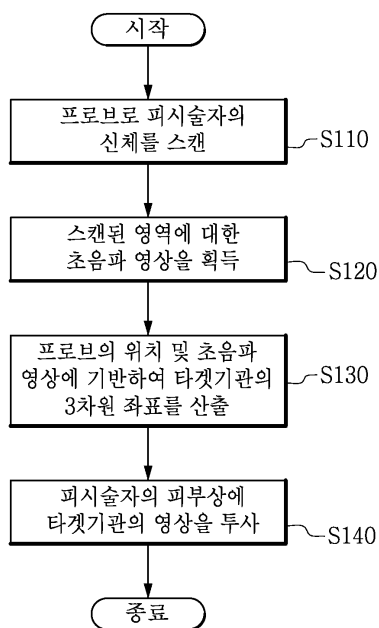 시작
프로브로 피시술자의
신체를 스캔
S110
스캔된 영역에 대한
초음파 영상을 획득
S120
프로브의 위치 및 초음파
영상에 기반하여 타겟기관의
3차원 좌표를 산출
S130
피시술자의 피부상에
타겟기관의 영상을 투사
S140
종료